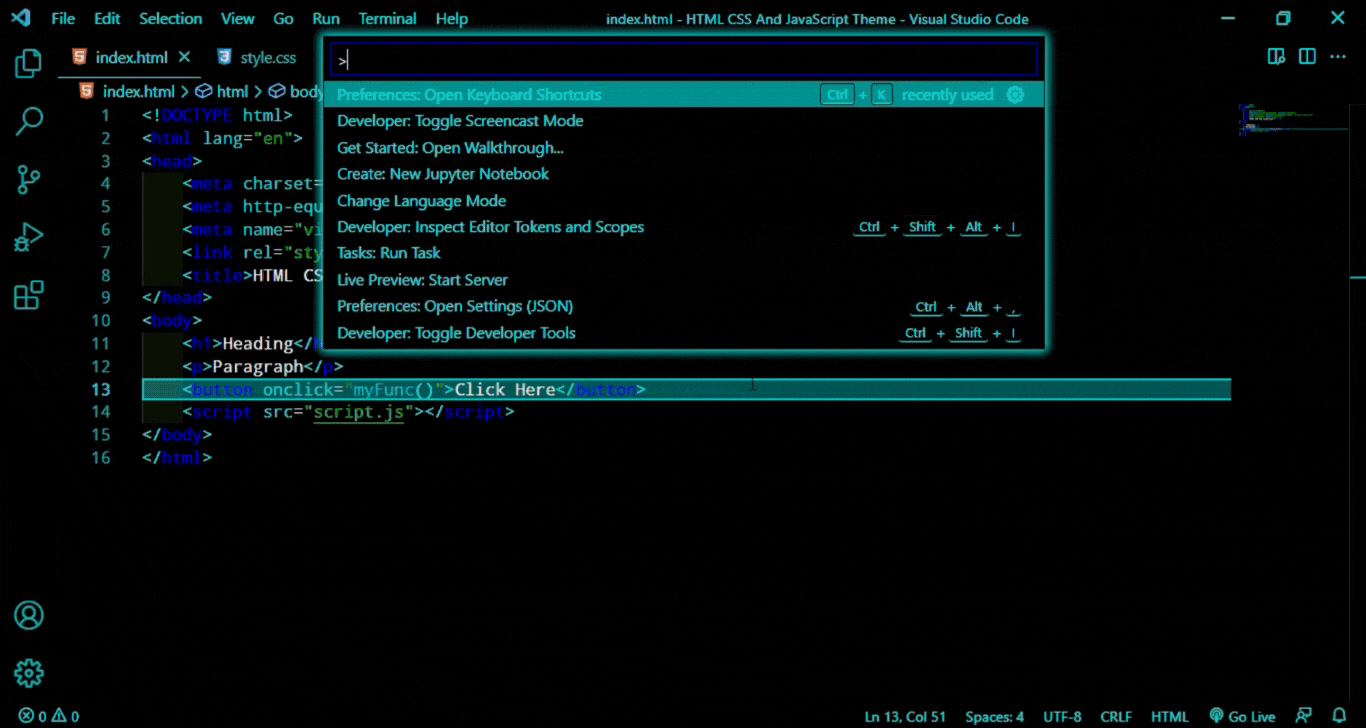 File Edit Selection View Go Run Terminal Help index.html - HTML CSS And JavaScript Theme - Visual Studio Code
index.html style.css
>
index.html > html > body
Preferences: Open Keyboard Shortcuts Ctrl + K recently used
Developer: Toggle Screencast Mode
Get Started: Open Walkthrough...
Create: New Jupyter Notebook
Change Language Mode
Developer: Inspect Editor Tokens and Scopes Ctrl + Shift + Alt + I
Tasks: Run Task
Live Preview: Start Server
Preferences: Open Settings (JSON) Ctrl + Alt + ,
Developer: Toggle Developer Tools Ctrl + Shift + I
1 <!DOCTYPE html>
2 <html lang="en">
3 <head>
4 <meta charset=
5 <meta http-equ
6 <meta name="vi
7 <link rel="sty
8 <title>HTML CS
9 </head>
10 <body>
11 <h1>Heading</h
12 <p>Paragraph</p>
13 <button onclick="myFunc()">Click Here</button>
14 <script src="script.js"></script>
15 </body>
16 </html>
0 0 Ln 13, Col 51 Spaces: 4 UTF-8 CRLF HTML Go Live